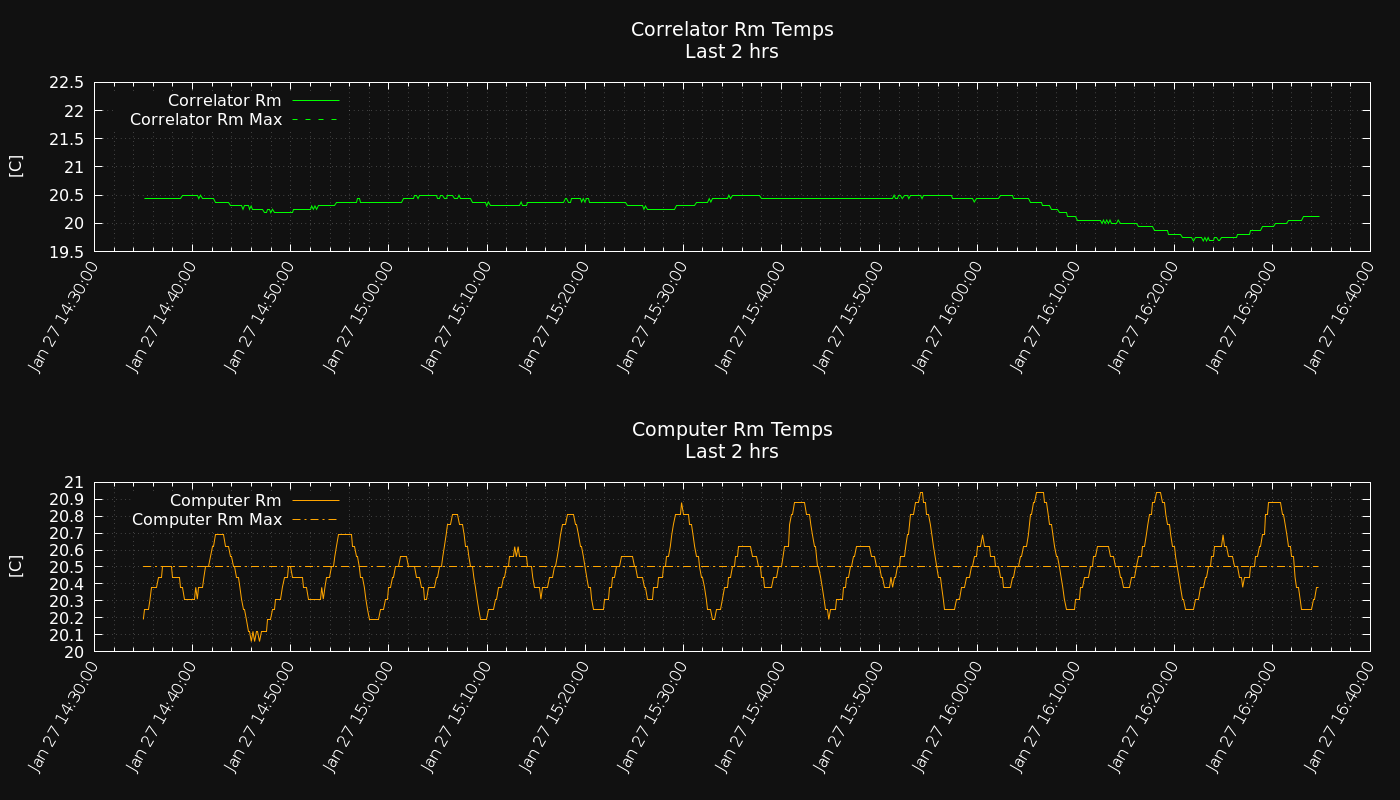 Correlator Rm Temps
Last 2 hrs
[C]
22.5
22
21.5
21
20.5
20
19.5
Correlator Rm
Correlator Rm Max
Jan 27 14:30:00
Jan 27 14:40:00
Jan 27 14:50:00
Jan 27 15:00:00
Jan 27 15:10:00
Jan 27 15:20:00
Jan 27 15:30:00
Jan 27 15:40:00
Jan 27 15:50:00
Jan 27 16:00:00
Jan 27 16:10:00
Jan 27 16:20:00
Jan 27 16:30:00
Jan 27 16:40:00
Computer Rm Temps
Last 2 hrs
[C]
21
20.9
20.8
20.7
20.6
20.5
20.4
20.3
20.2
20.1
20
Computer Rm
Computer Rm Max
Jan 27 14:30:00
Jan 27 14:40:00
Jan 27 14:50:00
Jan 27 15:00:00
Jan 27 15:10:00
Jan 27 15:20:00
Jan 27 15:30:00
Jan 27 15:40:00
Jan 27 15:50:00
Jan 27 16:00:00
Jan 27 16:10:00
Jan 27 16:20:00
Jan 27 16:30:00
Jan 27 16:40:00